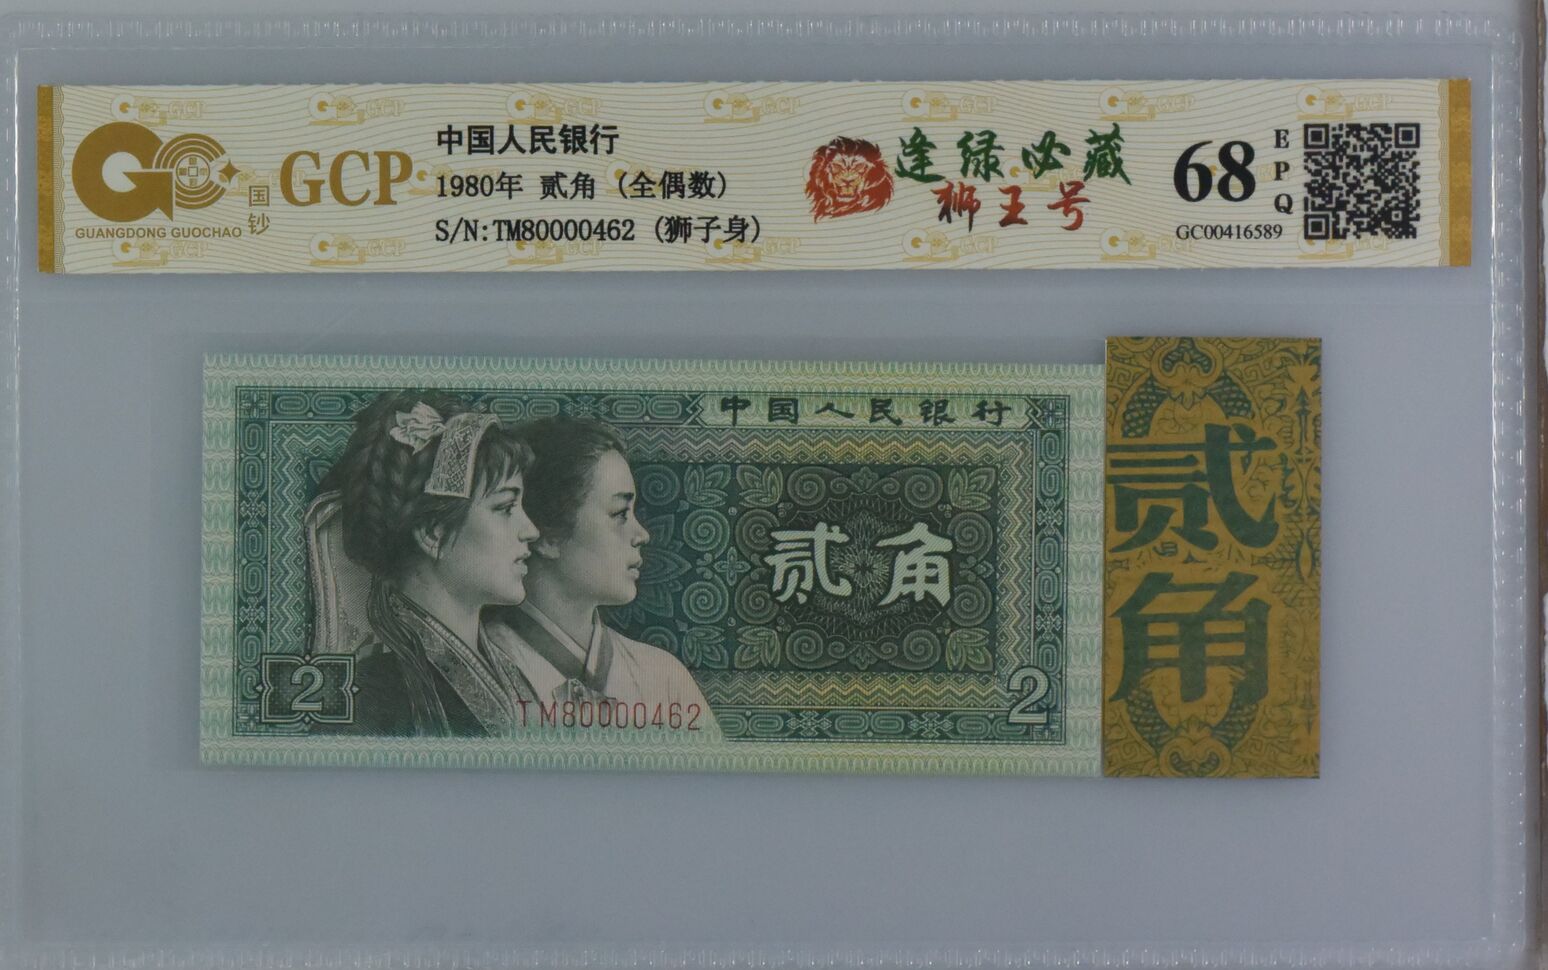 GUANGDONG GUOCHAO
国钞
GCP
中国人民银行
1980年 贰角 (全偶数)
S/N:TM80000462 (狮子身)
逢绿必藏
狮王号
68
EPQ
GC00416589
中国人民银行
贰角
2
TM80000462
2
贰角